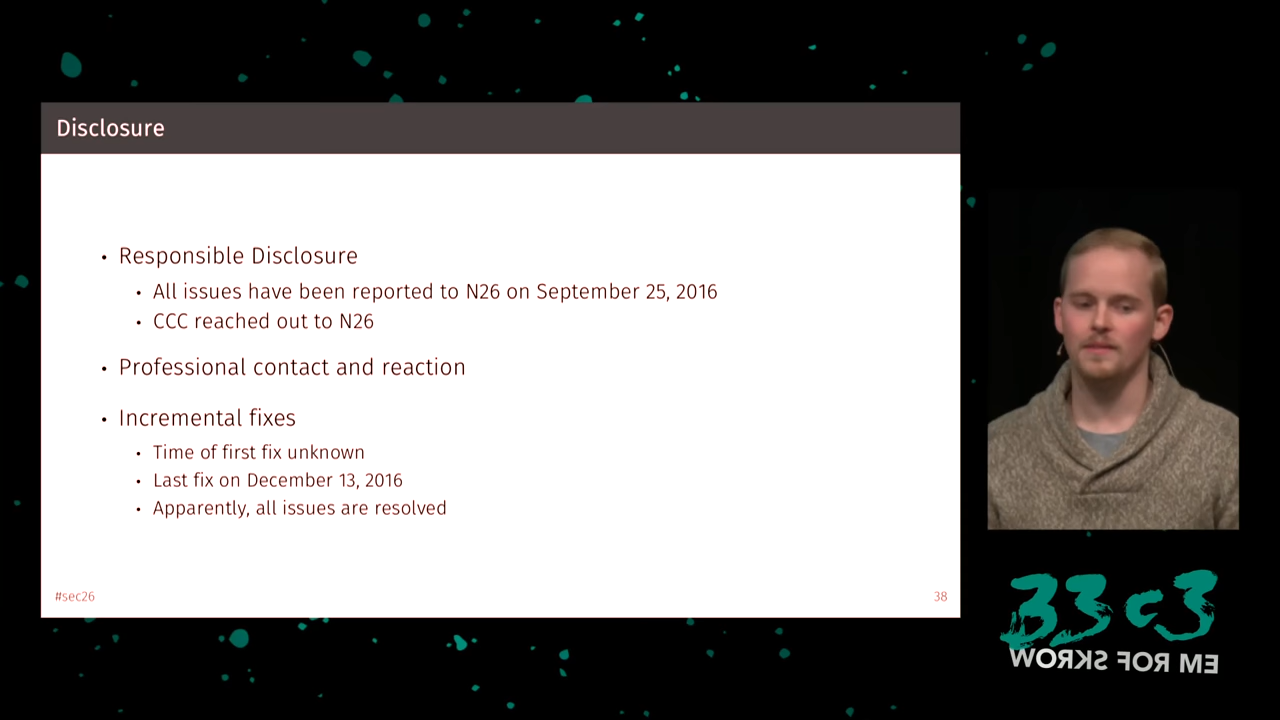 Disclosure
• Responsible Disclosure
• All issues have been reported to N26 on September 25, 2016
• CCC reached out to N26
• Professional contact and reaction
• Incremental fixes
• Time of first fix unknown
• Last fix on December 13, 2016
• Apparently, all issues are resolved
#sec26
38
33c3
WORKS FOR ME